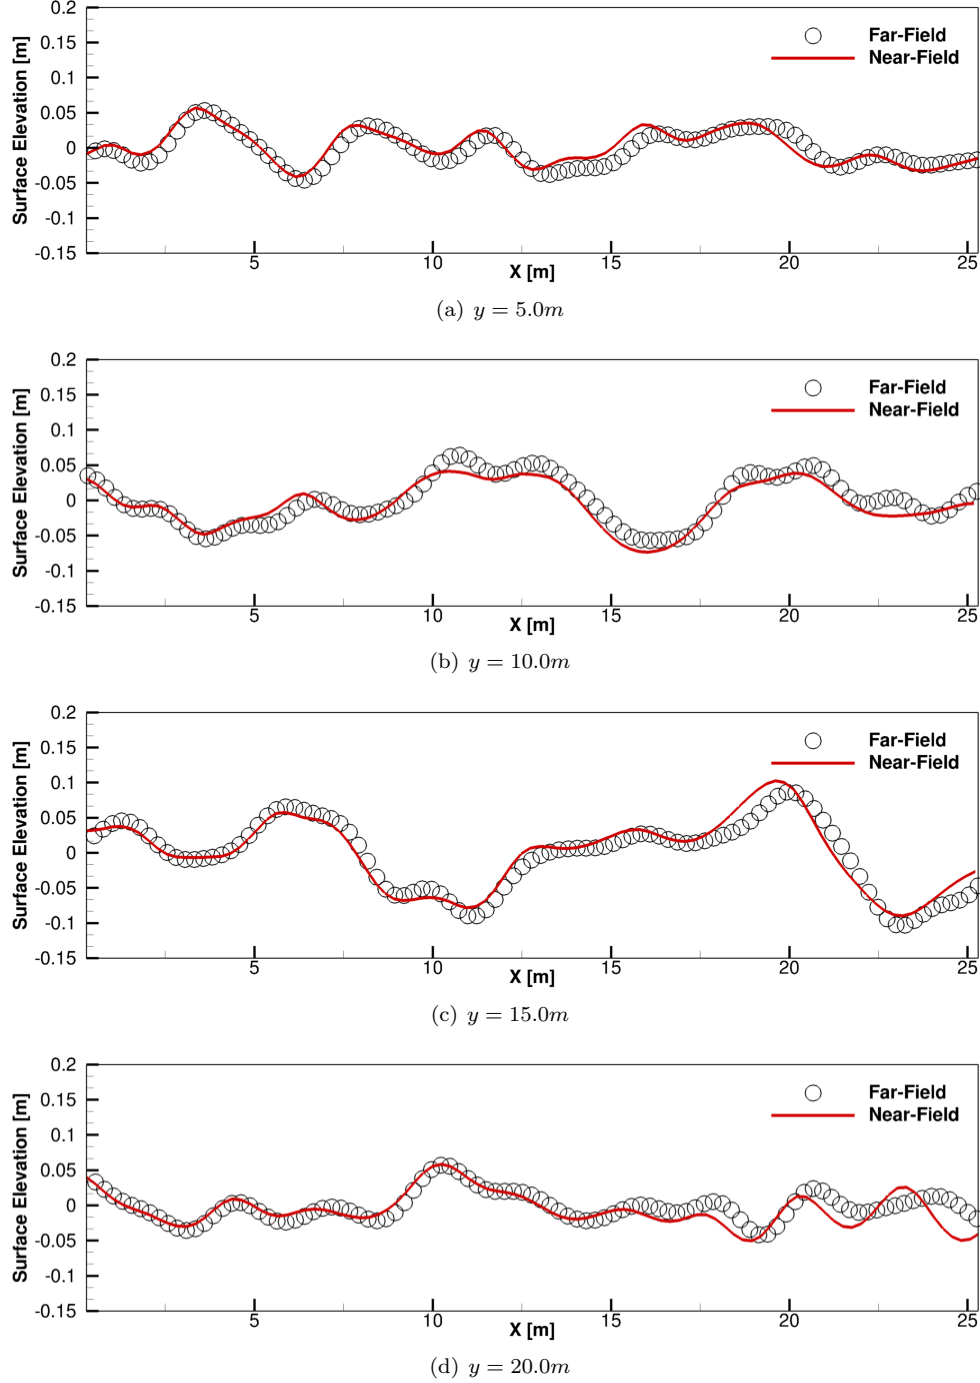 0.2
0.15
0.1
0.05
0
-0.05
-0.1
-0.15
Surface Elevation [m]
Far-Field
Near-Field
5 10 15 20 25
X [m]
(a) y = 5.0m
0.2
0.15
0.1
0.05
0
-0.05
-0.1
-0.15
Surface Elevation [m]
Far-Field
Near-Field
5 10 15 20 25
X [m]
(b) y = 10.0m
0.2
0.15
0.1
0.05
0
-0.05
-0.1
-0.15
Surface Elevation [m]
Far-Field
Near-Field
5 10 15 20 25
X [m]
(c) y = 15.0m
0.2
0.15
0.1
0.05
0
-0.05
-0.1
-0.15
Surface Elevation [m]
Far-Field
Near-Field
5 10 15 20 25
X [m]
(d) y = 20.0m